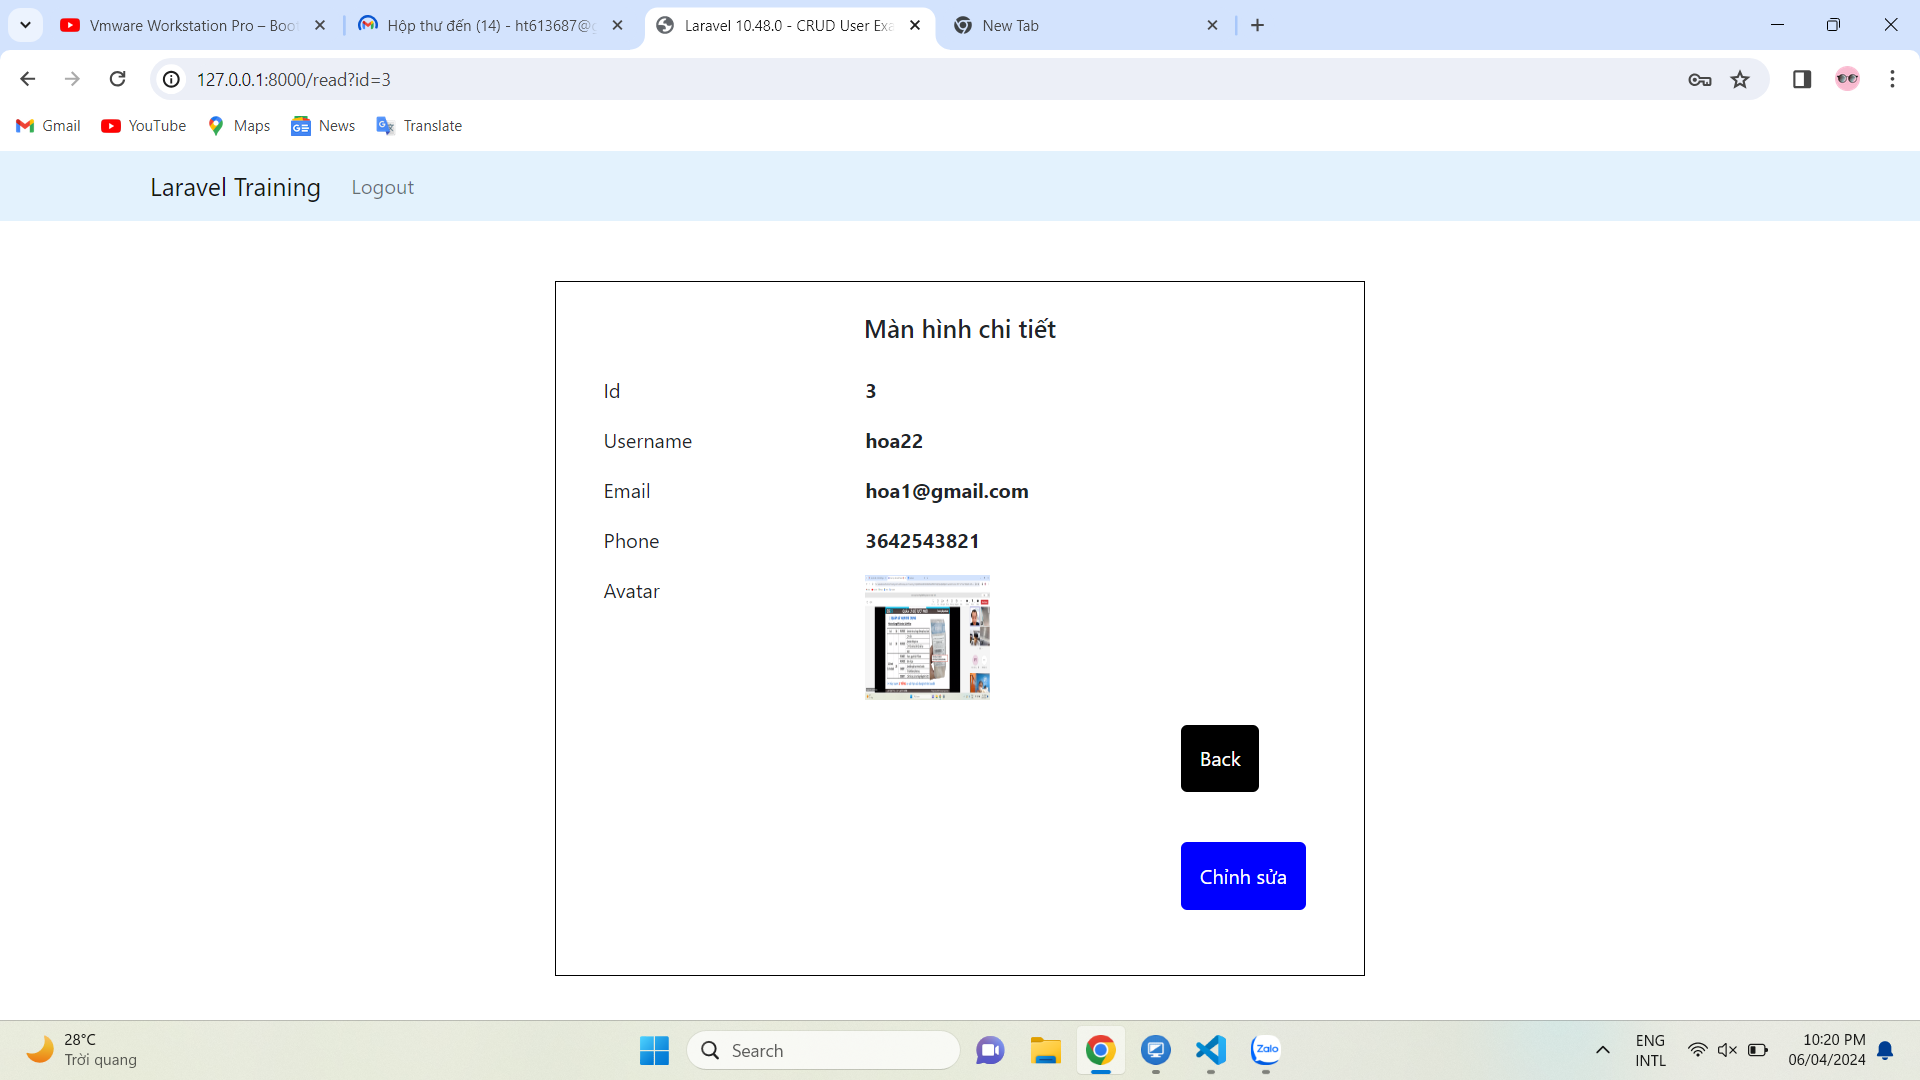 Vmware Workstation Pro – Boot
Hộp thư đến (14) - ht613687@g
Laravel 10.48.0 - CRUD User Exa
New Tab
127.0.0.1:8000/read?id=3
Gmail
YouTube
Maps
News
Translate
Laravel Training
Logout
Màn hình chi tiết
Id 3
Username hoa22
Email hoa1@gmail.com
Phone 3642543821
Avatar
Back
Chỉnh sửa
28°C
Trời quang
Search
Zalo
ENG
INTL
10:20 PM
06/04/2024